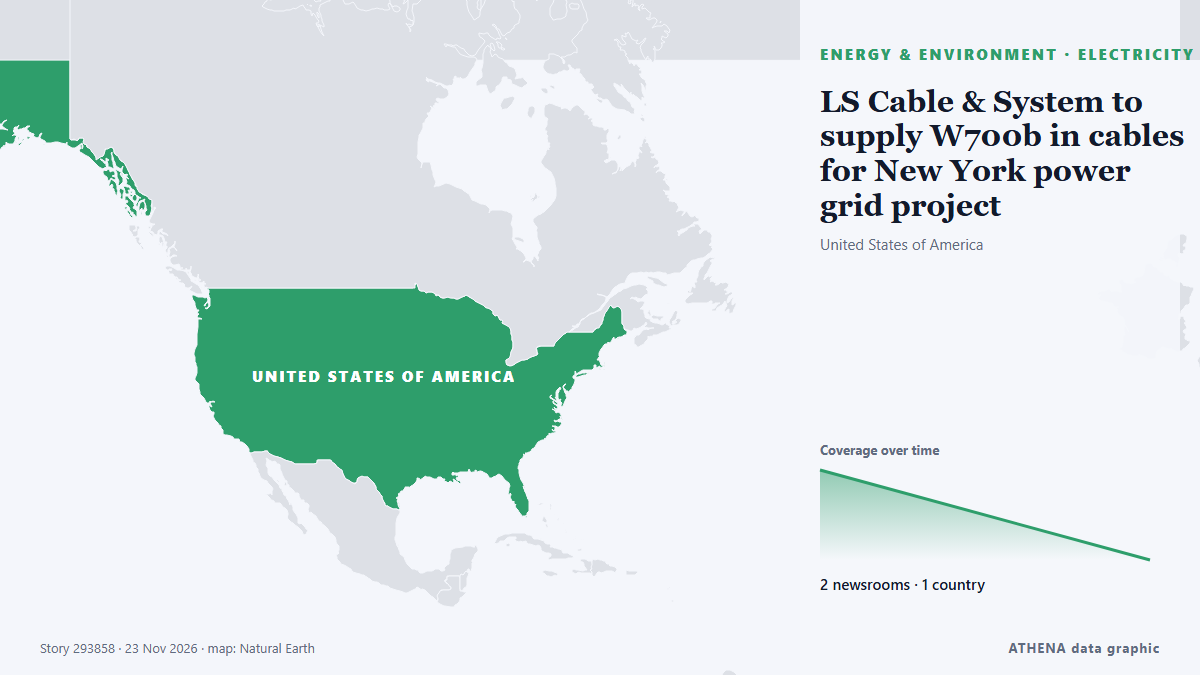 ENERGY & ENVIRONMENT · ELECTRICITY
LS Cable & System to
supply W700b in cables
for New York power
grid project
United States of America
UNITED STATES OF AMERICA
Coverage over time
2 newsrooms · 1 country
Story 293858 · 23 Nov 2026 · map: Natural Earth
ATHENA data graphic